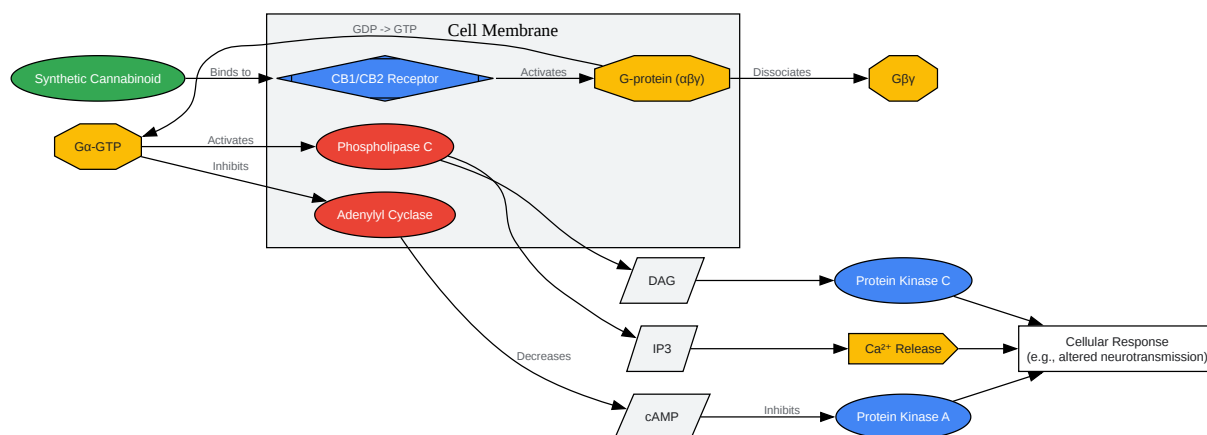 GDP -> GTP
Cell Membrane
Synthetic Cannabinoid
Binds to
CB1/CB2 Receptor
Activates
G-protein (αβγ)
Dissociates
Gβγ
Gα-GTP
Activates
Phospholipase C
Inhibits
Adenylyl Cyclase
DAG
Protein Kinase C
IP3
Ca²⁺ Release
Cellular Response
(e.g., altered neurotransmission)
Decreases
cAMP
Inhibits
Protein Kinase A